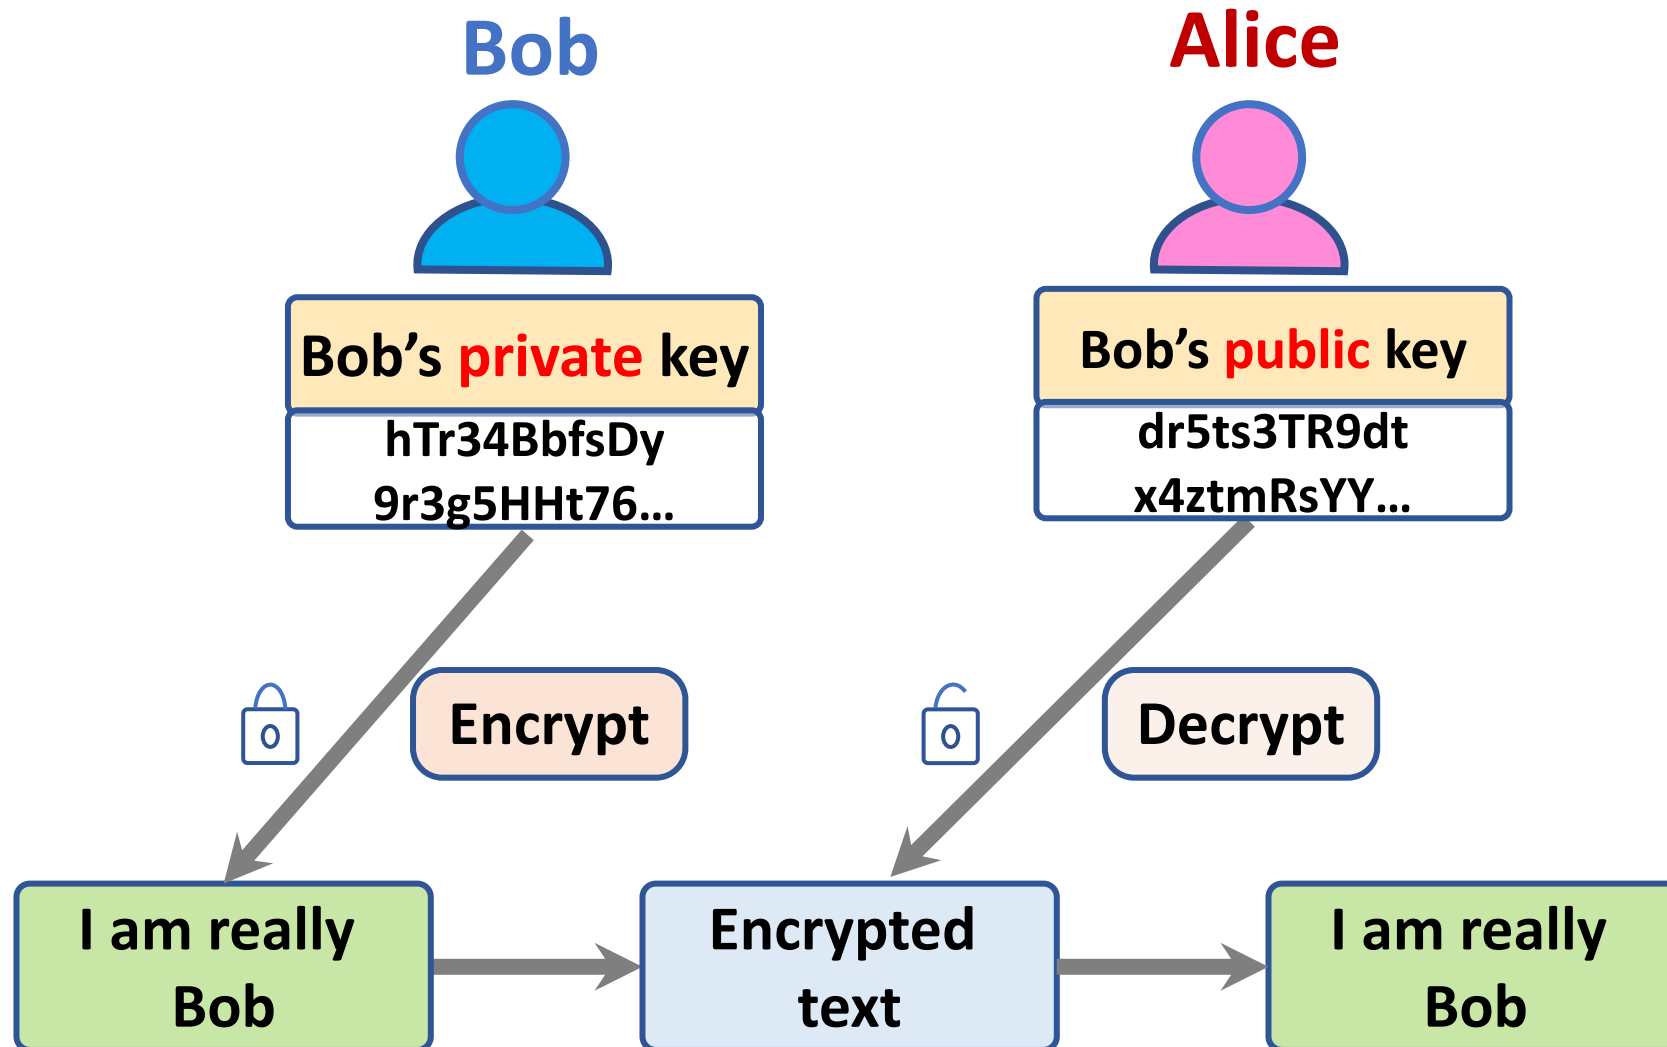 Bob
Alice
Bob’s private key
hTr34BbfsDy
9r3g5HHt76...
Bob’s public key
dr5ts3TR9dt
x4ztmRsYY...
Encrypt
Decrypt
I am really
Bob
Encrypted
text
I am really
Bob